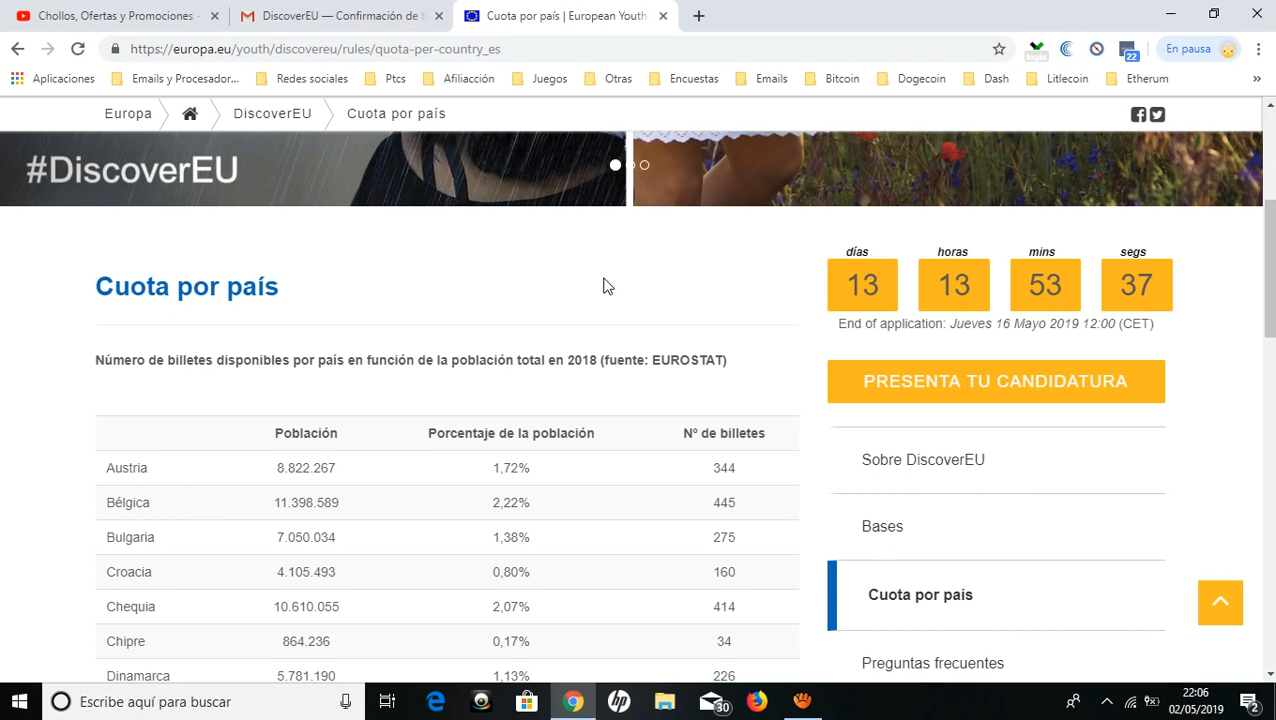 Chollos, Ofertas y Promociones
DiscoverEU — Confirmación de t
Cuota por país | European Youth
https://europa.eu/youth/discovereu/rules/quota-per-country_es
22
En pausa
Aplicaciones
Emails y Procesador...
Redes sociales
Ptcs
Afiliacción
Juegos
Otras
Encuestas
Emails
Bitcoin
Dogecoin
Dash
Litlecoin
Etherum
»
Europa
DiscoverEU
Cuota por país
#DiscoverEU
días horas mins segs
13 13 53 37
End of application: Jueves 16 Mayo 2019 12:00 (CET)
Cuota por país
Número de billetes disponibles por país en función de la población total en 2018 (fuente: EUROSTAT)
PRESENTA TU CANDIDATURA
Población Porcentaje de la población Nº de billetes
Austria 8.822.267 1,72% 344
Bélgica 11.398.589 2,22% 445
Bulgaria 7.050.034 1,38% 275
Croacia 4.105.493 0,80% 160
Chequia 10.610.055 2,07% 414
Chipre 864.236 0,17% 34
Dinamarca 5.781.190 1,13% 226
Sobre DiscoverEU
Bases
Cuota por país
Preguntas frecuentes
Escribe aquí para buscar
hp
30
22:06
02/05/2019
2